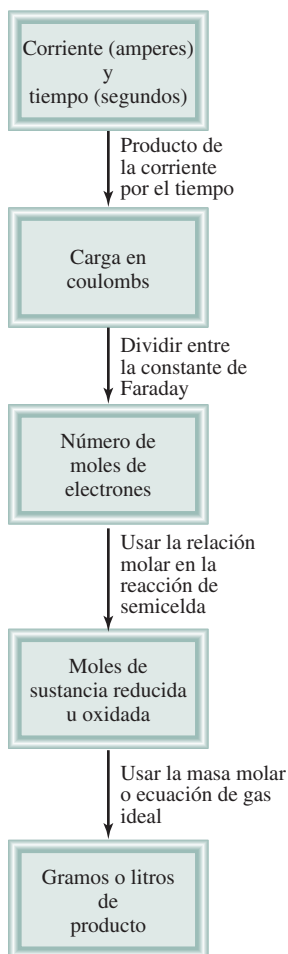 Corriente (amperes)
y
tiempo (segundos)
Producto de
la corriente
por el tiempo
Carga en
coulombs
Dividir entre
la constante de
Faraday
Número de
moles de
electrones
Usar la relación
molar en la
reacción de
semicelda
Moles de
sustancia reducida
u oxidada
Usar la masa molar
o ecuación de gas
ideal
Gramos o litros
de
producto